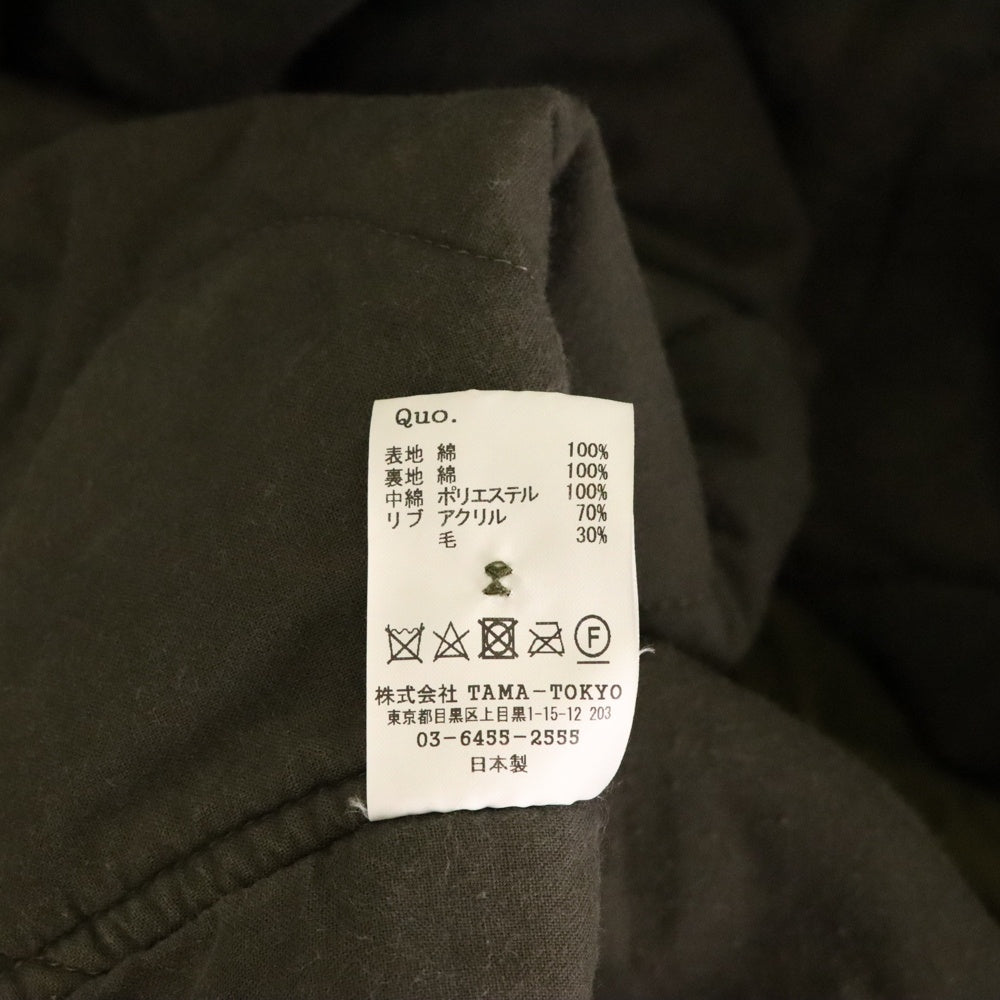 Quo.
表地 綿 100%
裏地 綿 100%
中綿 ポリエステル 100%
リブ アクリル 70%
毛 30%
F
株式会社 TAMA-TOKYO
東京都目黒区上目黒1-15-12 203
03-6455-2555
日本製